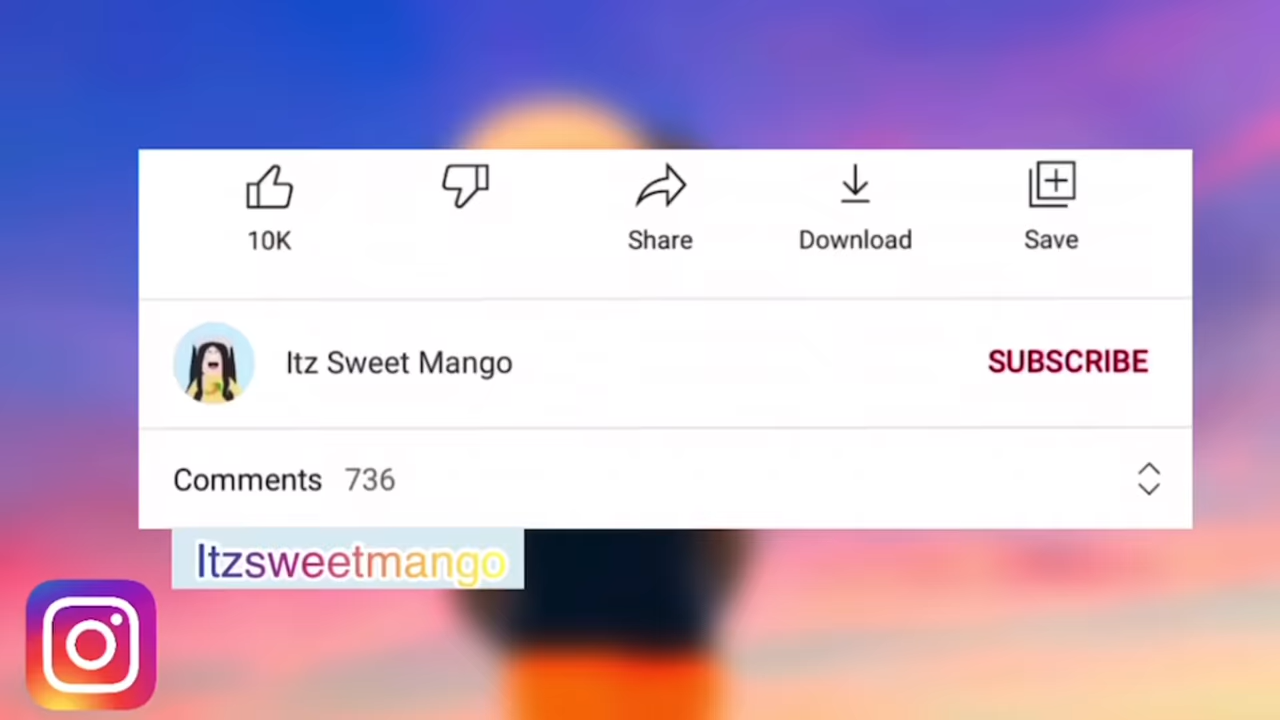 10K
Share
Download
Save
Itz Sweet Mango
SUBSCRIBE
Comments 736
Itzsweetmango